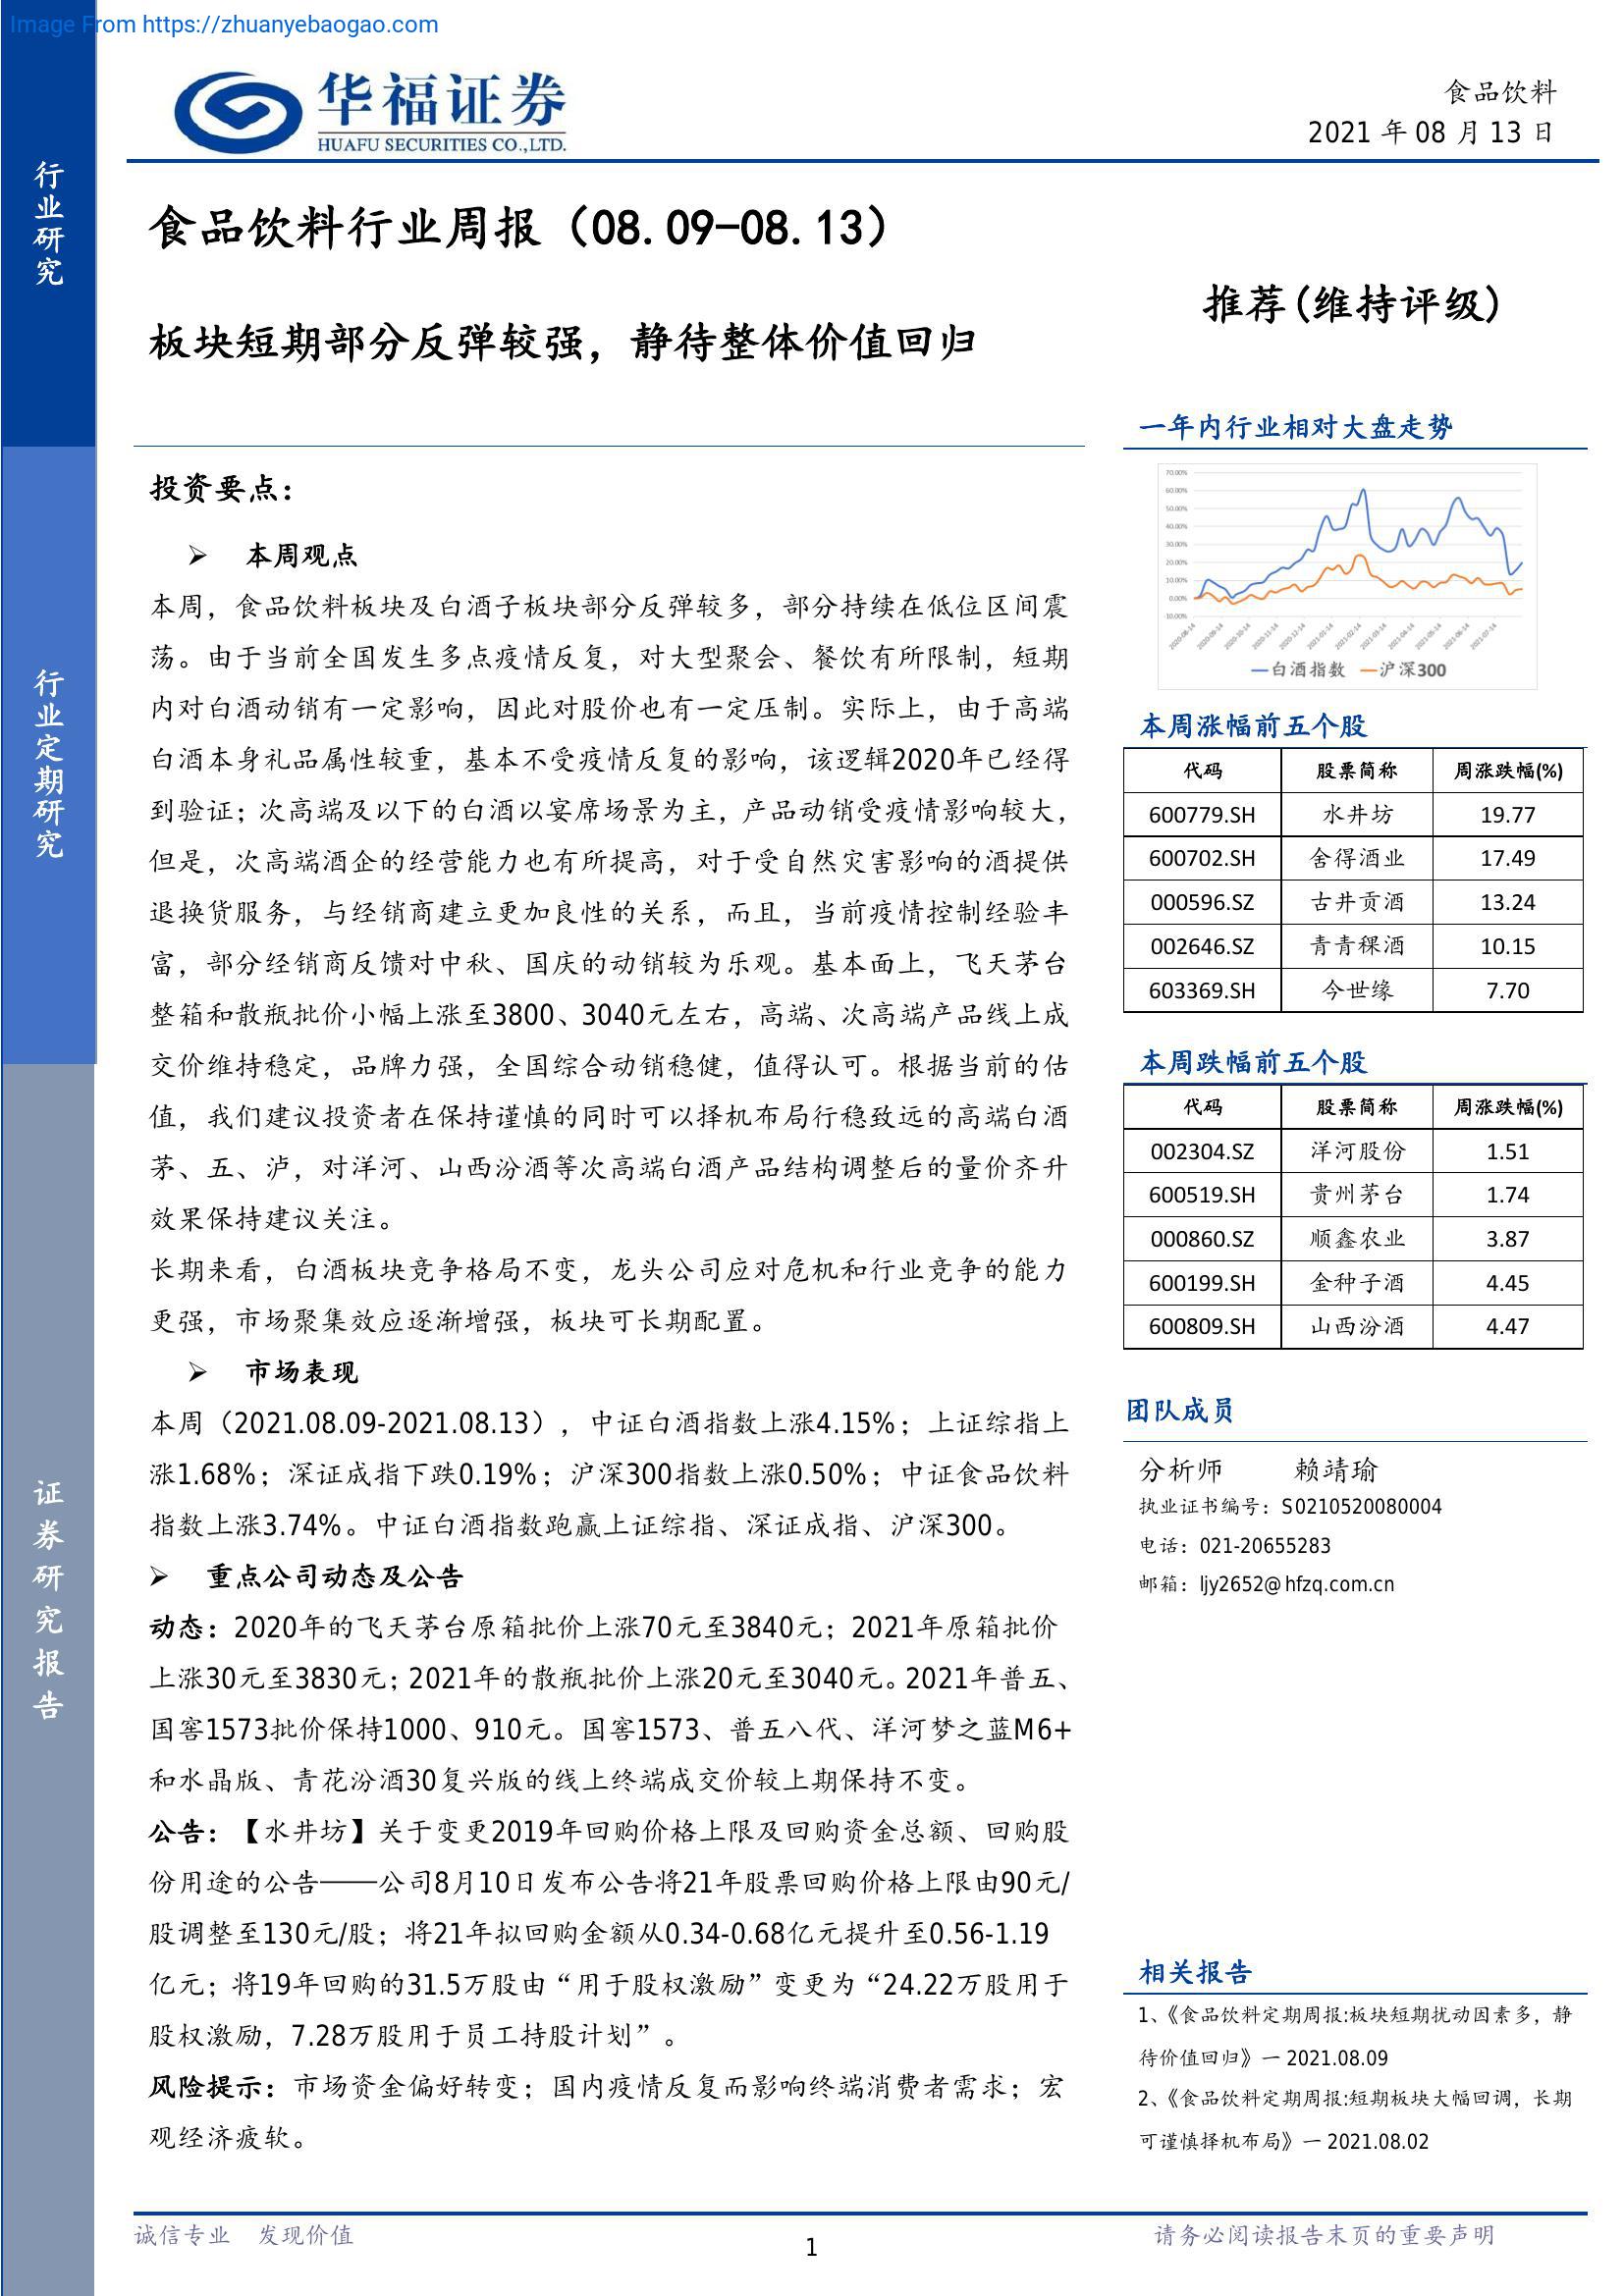 Image From https://zhuanyebaogao.com
华福证券
HUAFU SECURITIES CO.,LTD.
食品饮料
2021 年 08 月 13 日
行业研究
行业定期研究
证券研究报告
食品饮料行业周报（08.09-08.13）
板块短期部分反弹较强，静待整体价值回归
推荐(维持评级)
投资要点：
➢ 本周观点
本周，食品饮料板块及白酒子板块部分反弹较多，部分持续在低位区间震
荡。由于当前全国发生多点疫情反复，对大型聚会、餐饮有所限制，短期
内对白酒动销有一定影响，因此对股价也有一定压制。实际上，由于高端
白酒本身礼品属性较重，基本不受疫情反复的影响，该逻辑2020年已经得
到验证；次高端及以下的白酒以宴席场景为主，产品动销受疫情影响较大，
但是，次高端酒企的经营能力也有所提高，对于受自然灾害影响的酒提供
退换货服务，与经销商建立更加良性的关系，而且，当前疫情控制经验丰
富，部分经销商反馈对中秋、国庆的动销较为乐观。基本面上，飞天茅台
整箱和散瓶批价小幅上涨至3800、3040元左右，高端、次高端产品线上成
交价维持稳定，品牌力强，全国综合动销稳健，值得认可。根据当前的估
值，我们建议投资者在保持谨慎的同时可以择机布局行稳致远的高端白酒
茅、五、泸，对洋河、山西汾酒等次高端白酒产品结构调整后的量价齐升
效果保持建议关注。
长期来看，白酒板块竞争格局不变，龙头公司应对危机和行业竞争的能力
更强，市场聚集效应逐渐增强，板块可长期配置。
➢ 市场表现
本周（2021.08.09-2021.08.13），中证白酒指数上涨4.15%；上证综指上
涨1.68%；深证成指下跌0.19%；沪深300指数上涨0.50%；中证食品饮料
指数上涨3.74%。中证白酒指数跑赢上证综指、深证成指、沪深300。
➢ 重点公司动态及公告
动态：2020年的飞天茅台原箱批价上涨70元至3840元；2021年原箱批价
上涨30元至3830元；2021年的散瓶批价上涨20元至3040元。2021年普五、
国窖1573批价保持1000、910元。国窖1573、普五八代、洋河梦之蓝M6+
和水晶版、青花汾酒30复兴版的线上终端成交价较上期保持不变。
公告：【水井坊】关于变更2019年回购价格上限及回购资金总额、回购股
份用途的公告——公司8月10日发布公告将21年股票回购价格上限由90元/
股调整至130元/股；将21年拟回购金额从0.34-0.68亿元提升至0.56-1.19
亿元；将19年回购的31.5万股由“用于股权激励”变更为“24.22万股用于
股权激励，7.28万股用于员工持股计划”。
风险提示：市场资金偏好转变；国内疫情反复而影响终端消费者需求；宏
观经济疲软。
一年内行业相对大盘走势
70.00%
60.00%
50.00%
40.00%
30.00%
20.00%
10.00%
0.00%
-10.00%
2020-08-14 2020-09-14 2020-10-14 2020-11-14 2020-12-14 2021-01-14 2021-02-14 2021-03-14 2021-04-14 2021-05-14 2021-06-14 2021-07-14
白酒指数 沪深300
本周涨幅前五个股
代码 股票简称 周涨跌幅(%)
600779.SH 水井坊 19.77
600702.SH 舍得酒业 17.49
000596.SZ 古井贡酒 13.24
002646.SZ 青青稞酒 10.15
603369.SH 今世缘 7.70
本周跌幅前五个股
代码 股票简称 周涨跌幅(%)
002304.SZ 洋河股份 1.51
600519.SH 贵州茅台 1.74
000860.SZ 顺鑫农业 3.87
600199.SH 金种子酒 4.45
600809.SH 山西汾酒 4.47
团队成员
分析师 赖靖瑜
执业证书编号：S0210520080004
电话：021-20655283
邮箱：ljy2652@hfzq.com.cn
相关报告
1、《食品饮料定期周报:板块短期扰动因素多，静
待价值回归》一 2021.08.09
2、《食品饮料定期周报:短期板块大幅回调，长期
可谨慎择机布局》一 2021.08.02
诚信专业 发现价值
1
请务必阅读报告末页的重要声明